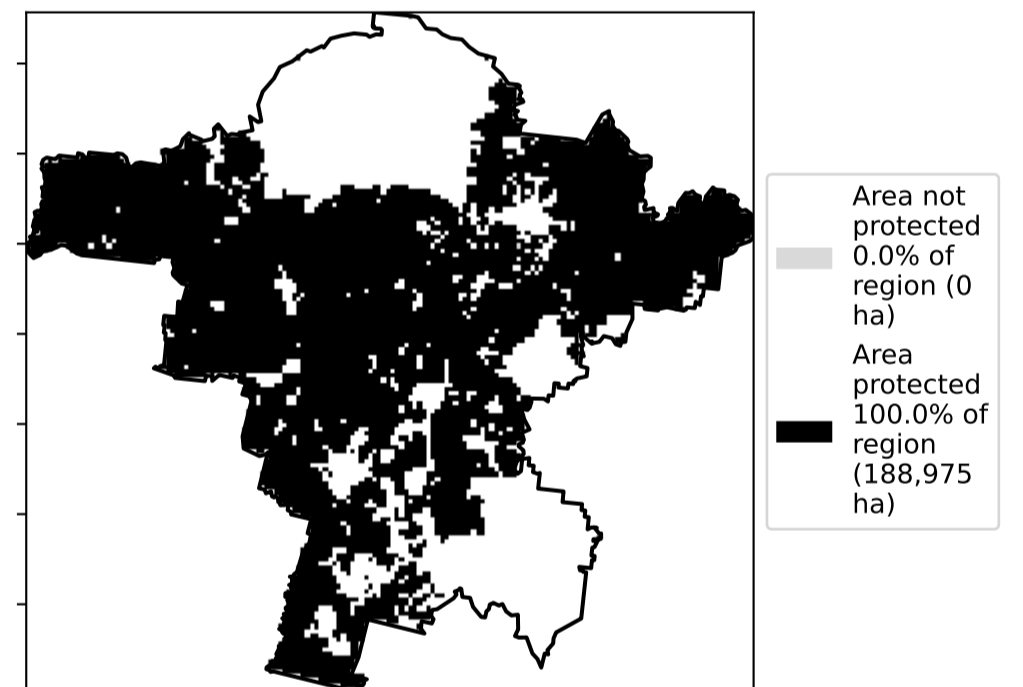 Area not
protected
0.0% of
region (0
ha)
Area
protected
100.0% of
region
(188,975
ha)